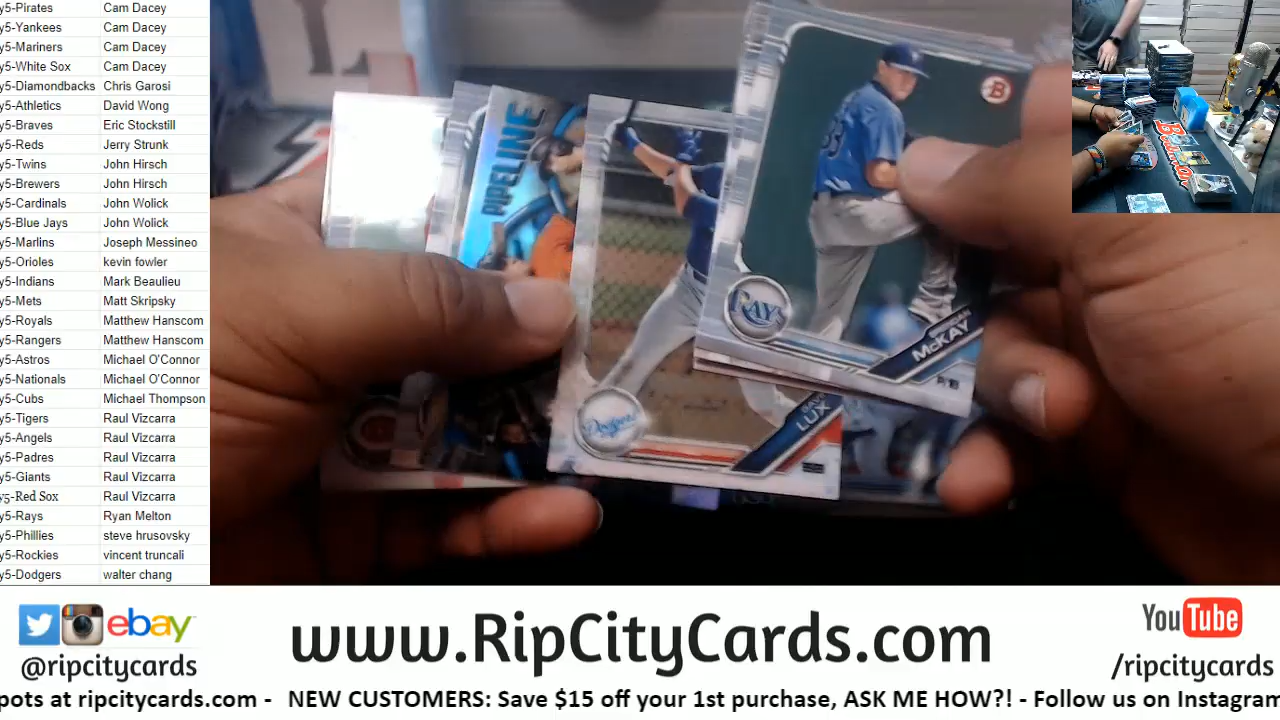 y5-Pirates Cam Dacey
y5-Yankees Cam Dacey
y5-Mariners Cam Dacey
y5-White Sox Cam Dacey
y5-Diamondbacks Chris Garosi
y5-Athletics David Wong
y5-Braves Eric Stockstill
y5-Reds Jerry Strunk
y5-Twins John Hirsch
y5-Brewers John Hirsch
y5-Cardinals John Wolick
y5-Blue Jays John Wolick
y5-Marlins Joseph Messineo
y5-Orioles kevin fowler
y5-Indians Mark Beaulieu
y5-Mets Matt Skripsky
y5-Royals Matthew Hanscom
y5-Rangers Matthew Hanscom
y5-Astros Michael O'Connor
y5-Nationals Michael O'Connor
y5-Cubs Michael Thompson
y5-Tigers Raul Vizcarra
y5-Angels Raul Vizcarra
y5-Padres Raul Vizcarra
y5-Giants Raul Vizcarra
y5-Red Sox Raul Vizcarra
y5-Rays Ryan Melton
y5-Phillies steve hrusovsky
y5-Rockies vincent truncali
y5-Dodgers walter chang
PIPELINE
B
33
RAYS
McKAY
Dodgers
LUX
Bowman
ebay
@ripcitycards
www.RipCityCards.com
YouTube
/ripcitycards
spots at ripcitycards.com - NEW CUSTOMERS: Save $15 off your 1st purchase, ASK ME HOW?! - Follow us on Instagram